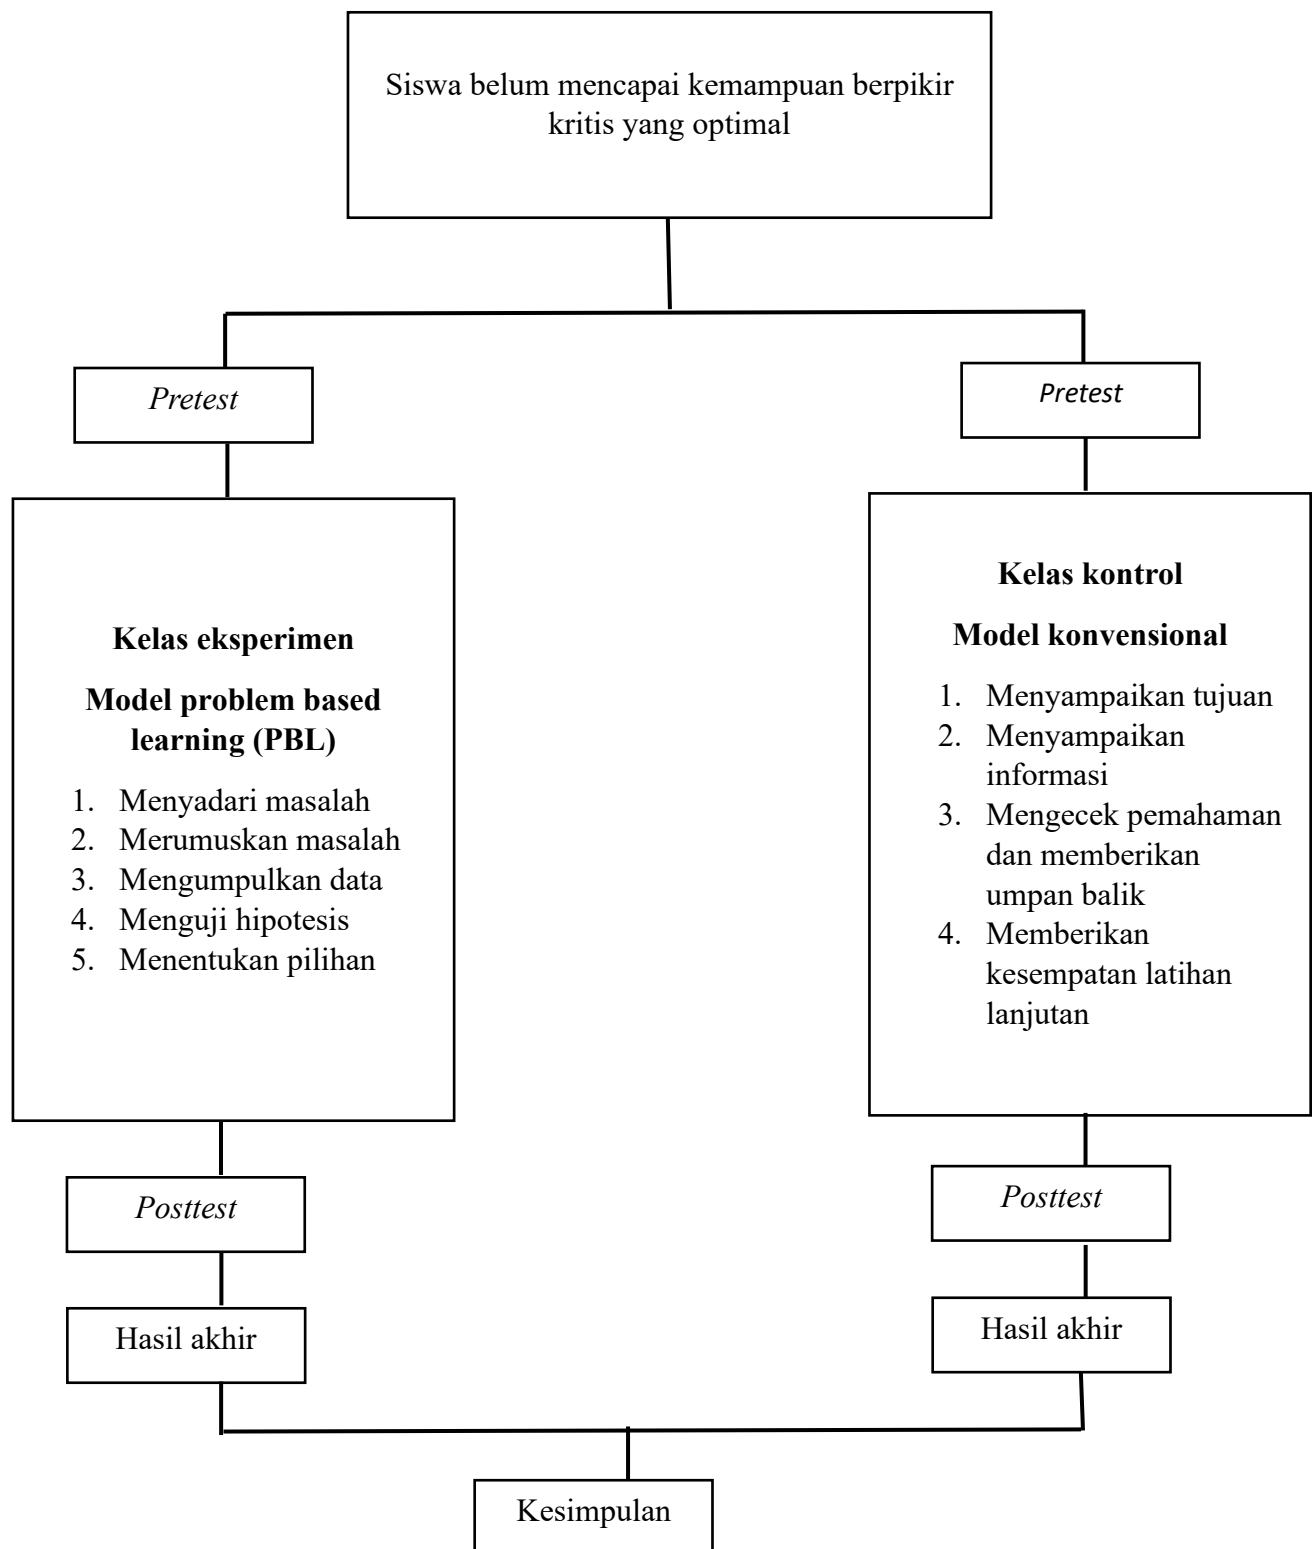 Siswa belum mencapai kemampuan berpikir
kritis yang optimal
Pretest
Pretest
Kelas eksperimen
Model problem based
learning (PBL)
1. Menyadari masalah
2. Merumuskan masalah
3. Mengumpulkan data
4. Menguji hipotesis
5. Menentukan pilihan
Kelas kontrol
Model konvensional
1. Menyampaikan tujuan
2. Menyampaikan
informasi
3. Mengecek pemahaman
dan memberikan
umpan balik
4. Memberikan
kesempatan latihan
lanjutan
Posttest
Posttest
Hasil akhir
Hasil akhir
Kesimpulan